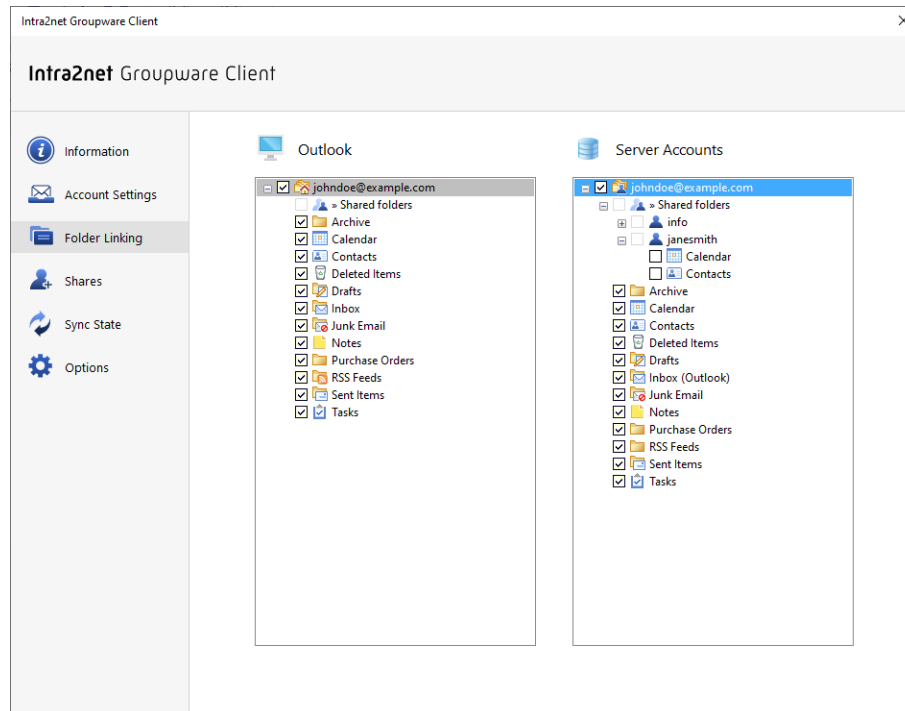 Intra2net Groupware Client
Intra2net Groupware Client
Information
Account Settings
Folder Linking
Shares
Sync State
Options
Outlook
johndoe@example.com
» Shared folders
Archive
Calendar
Contacts
Deleted Items
Drafts
Inbox
Junk Email
Notes
Purchase Orders
RSS Feeds
Sent Items
Tasks
Server Accounts
johndoe@example.com
» Shared folders
info
janesmith
Calendar
Contacts
Archive
Calendar
Contacts
Deleted Items
Drafts
Inbox (Outlook)
Junk Email
Notes
Purchase Orders
RSS Feeds
Sent Items
Tasks